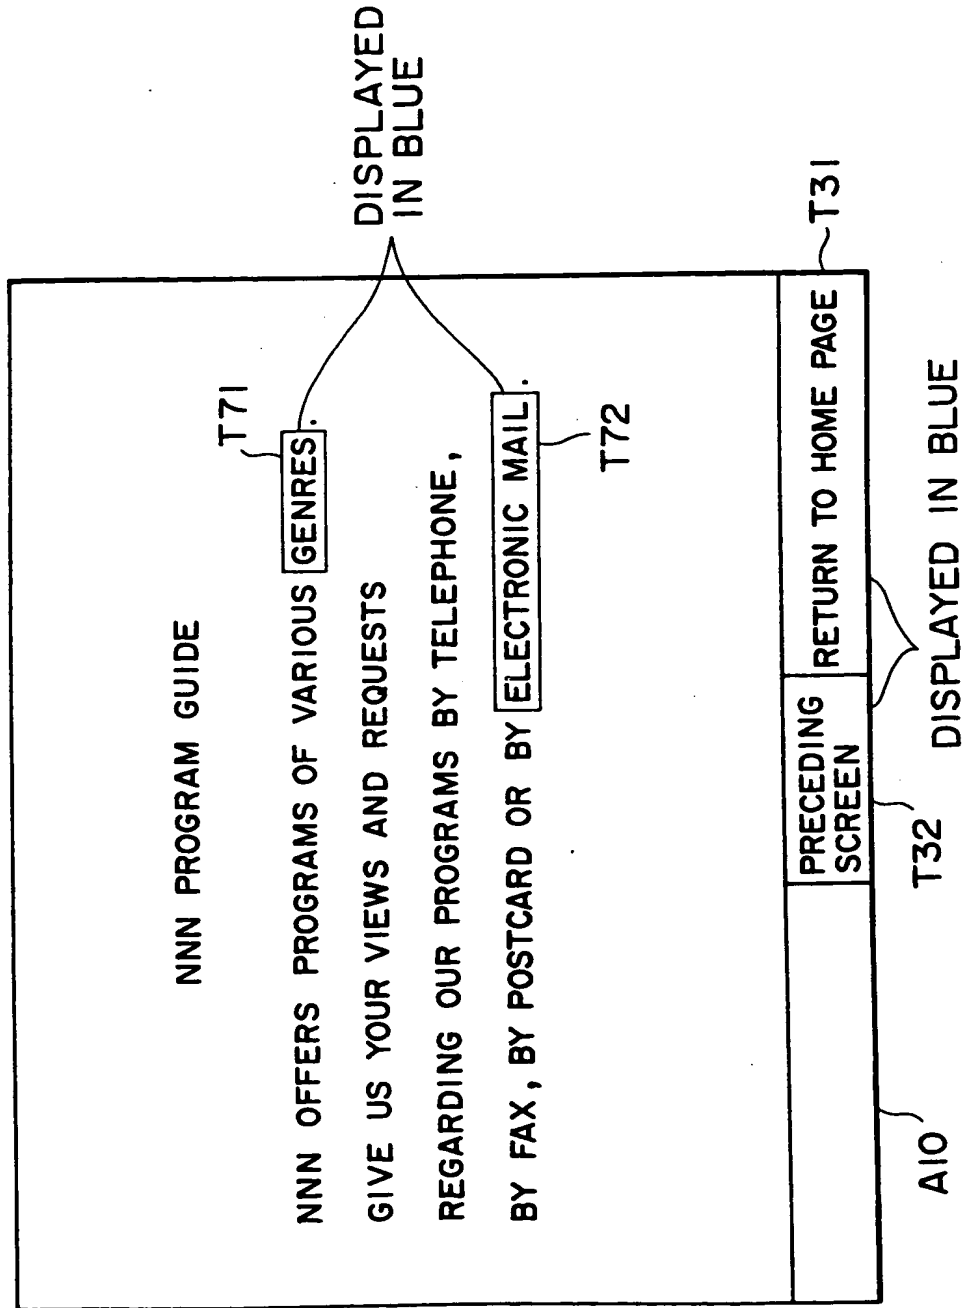 NNN PROGRAM GUIDE
T71
NNN OFFERS PROGRAMS OF VARIOUS GENRES.
GIVE US YOUR VIEWS AND REQUESTS
REGARDING OUR PROGRAMS BY TELEPHONE,
BY FAX, BY POSTCARD OR BY ELECTRONIC MAIL.
T72
DISPLAYED
IN BLUE
PRECEDING
SCREEN
RETURN TO HOME PAGE
T31
A10
T32
DISPLAYED IN BLUE